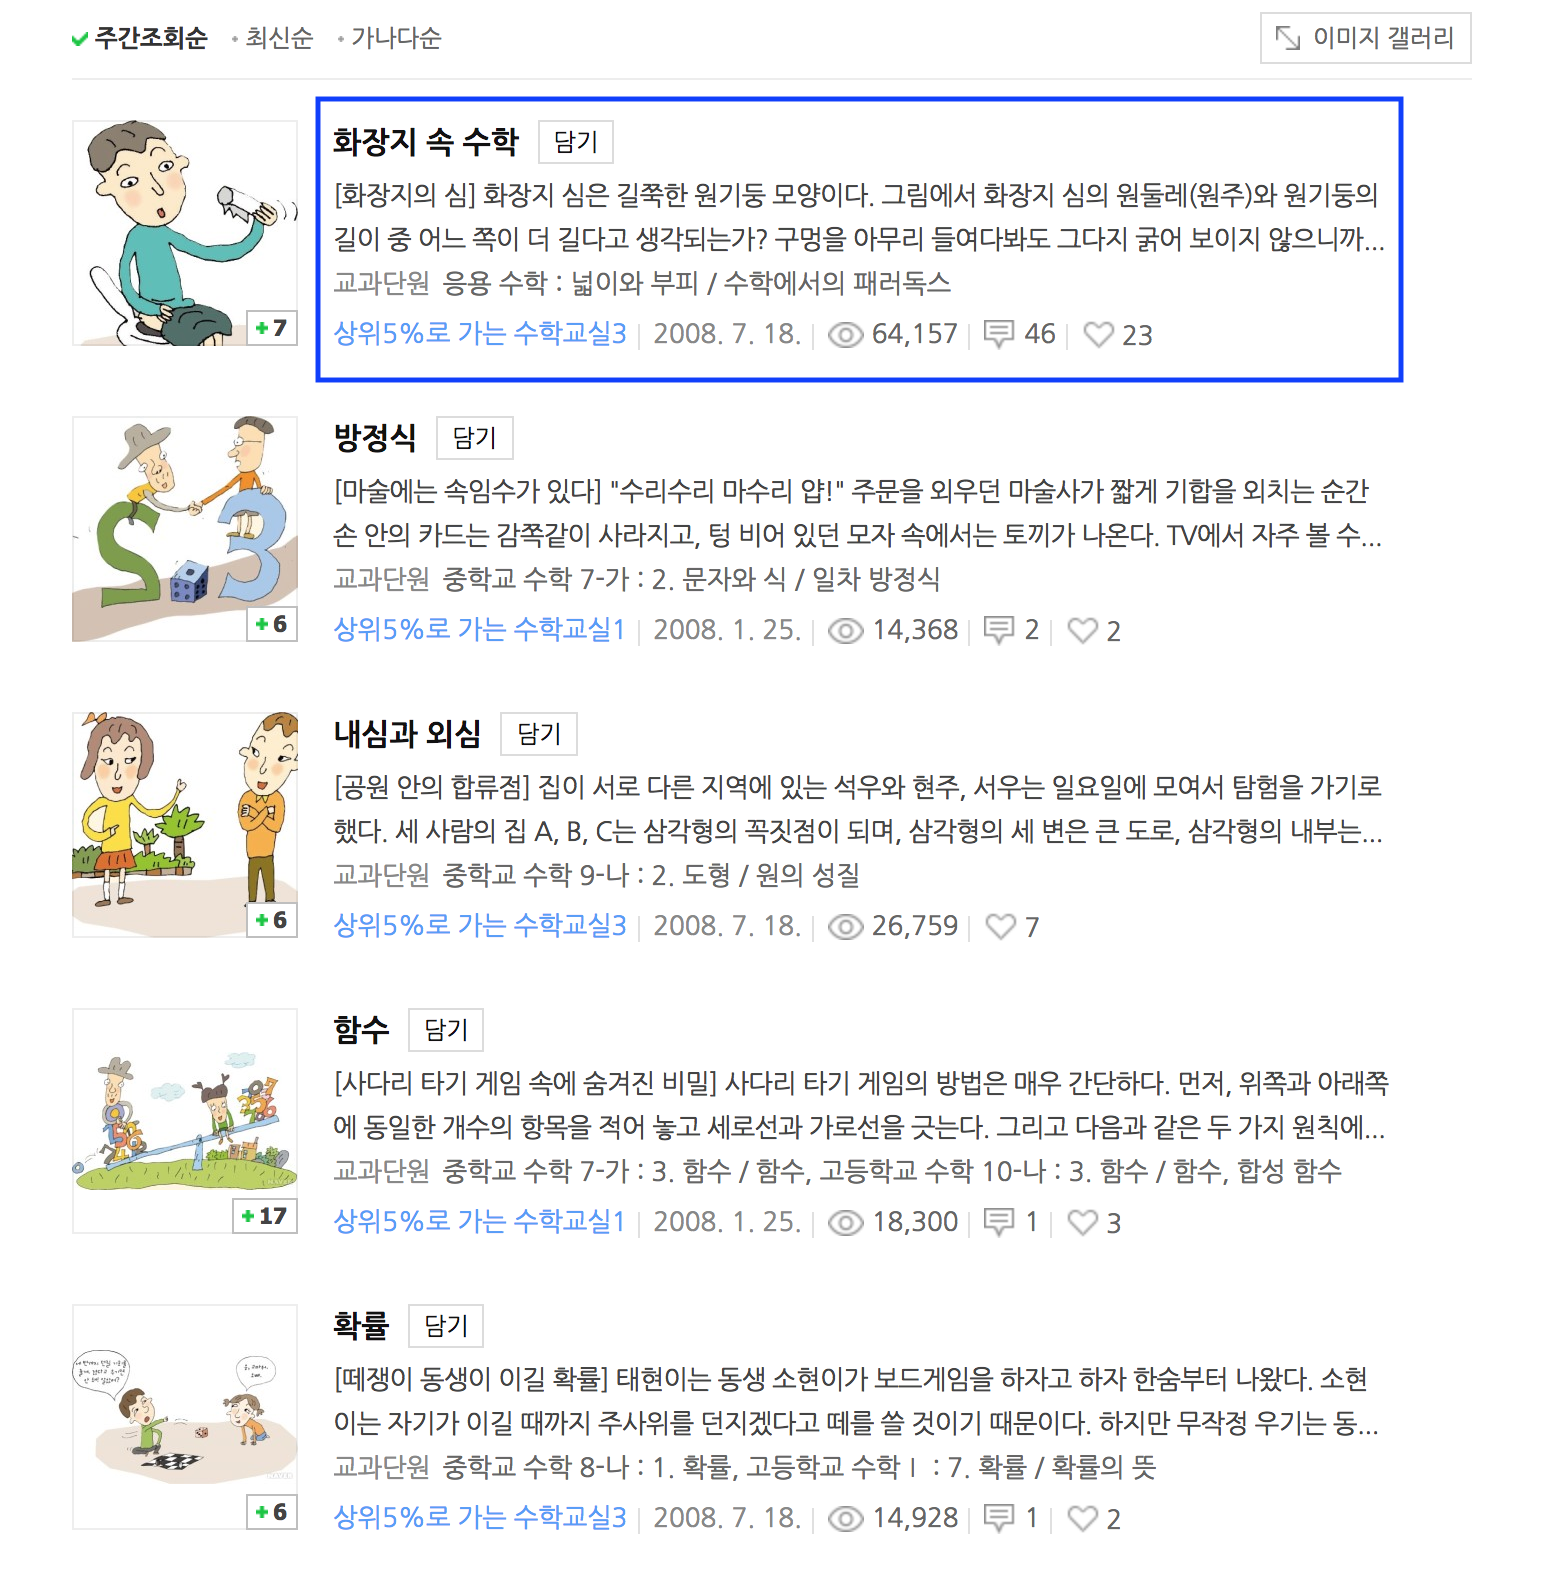 주간조회순 · 최신순 · 가나다순
이미지 갤러리
화장지 속 수학 담기
[화장지의 심] 화장지 심은 길쭉한 원기둥 모양이다. 그림에서 화장지 심의 원둘레(원주)와 원기둥의
길이 중 어느 쪽이 더 길다고 생각되는가? 구멍을 아무리 들여다봐도 그다지 굵어 보이지 않으니까...
교과단원 응용 수학 : 넓이와 부피 / 수학에서의 패러독스
상위5%로 가는 수학교실3 2008. 7. 18. 64,157 46 23
+7
방정식 담기
[마술에는 속임수가 있다] "수리수리 마수리 얍!" 주문을 외우던 마술사가 짧게 기합을 외치는 순간
손 안의 카드는 감쪽같이 사라지고, 텅 비어 있던 모자 속에서는 토끼가 나온다. TV에서 자주 볼 수...
교과단원 중학교 수학 7-가 : 2. 문자와 식 / 일차 방정식
상위5%로 가는 수학교실1 2008. 1. 25. 14,368 2 2
+6
내심과 외심 담기
[공원 안의 합류점] 집이 서로 다른 지역에 있는 석우와 현주, 서우는 일요일에 모여서 탐험을 가기로
했다. 세 사람의 집 A, B, C는 삼각형의 꼭짓점이 되며, 삼각형의 세 변은 큰 도로, 삼각형의 내부는...
교과단원 중학교 수학 9-나 : 2. 도형 / 원의 성질
상위5%로 가는 수학교실3 2008. 7. 18. 26,759 7
+6
함수 담기
[사다리 타기 게임 속에 숨겨진 비밀] 사다리 타기 게임의 방법은 매우 간단하다. 먼저, 위쪽과 아래쪽
에 동일한 개수의 항목을 적어 놓고 세로선과 가로선을 긋는다. 그리고 다음과 같은 두 가지 원칙에...
교과단원 중학교 수학 7-가 : 3. 함수 / 함수, 고등학교 수학 10-나 : 3. 함수 / 함수, 합성 함수
상위5%로 가는 수학교실1 2008. 1. 25. 18,300 1 3
+17
확률 담기
[떼쟁이 동생이 이길 확률] 태현이는 동생 소현이가 보드게임을 하자고 하자 한숨부터 나왔다. 소현
이는 자기가 이길 때까지 주사위를 던지겠다고 떼를 쓸 것이기 때문이다. 하지만 무작정 우기는 동...
교과단원 중학교 수학 8-나 : 1. 확률, 고등학교 수학Ⅰ : 7. 확률 / 확률의 뜻
상위5%로 가는 수학교실3 2008. 7. 18. 14,928 1 2
+6